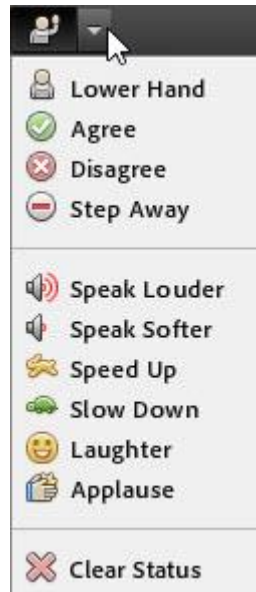 Lower Hand
Agree
Disagree
Step Away
Speak Louder
Speak Softer
Speed Up
Slow Down
Laughter
Applause
Clear Status